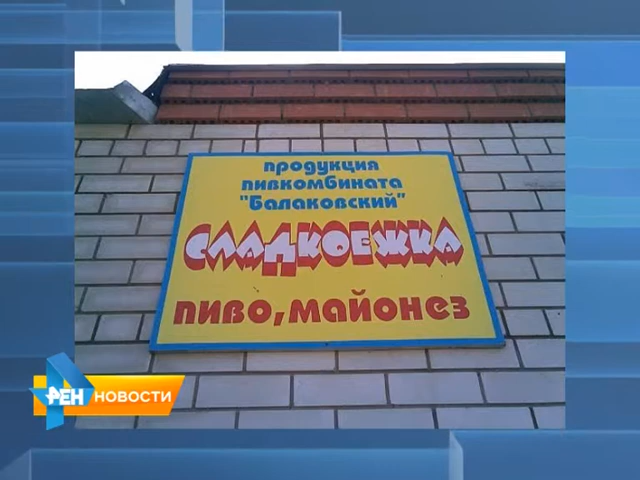 продукция
пивкомбината
"Балаковский"
СЛАДКОЕЖКА
пиво, майонез
РЕН НОВОСТИ